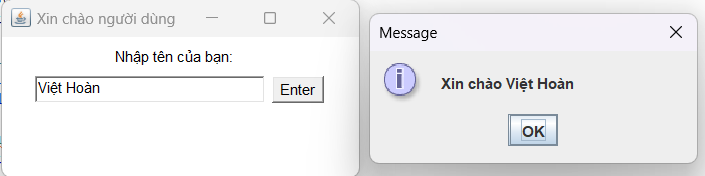 Xin chào người dùng
Nhập tên của bạn:
Việt Hoàn
Enter
Message
Xin chào Việt Hoàn
OK